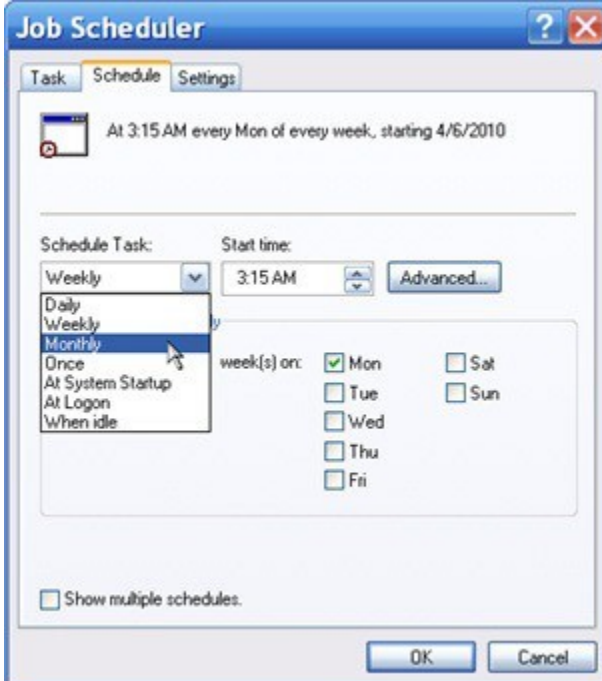 Job Scheduler
Task Schedule Settings
At 3:15 AM every Mon of every week, starting 4/6/2010
Schedule Task: Start time:
Weekly 3:15 AM Advanced...
Daily
Weekly
Monthly
Once week(s) on: Mon Sat
At System Startup Tue Sun
At Logon
When idle Wed
Thu
Fri
Show multiple schedules.
OK Cancel